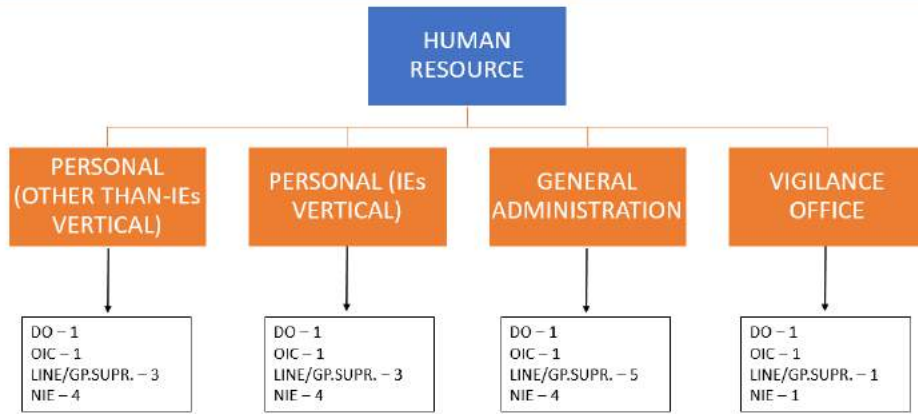 HUMAN
RESOURCE
PERSONAL
(OTHER THAN-IEs
VERTICAL)
PERSONAL (IEs
VERTICAL)
GENERAL
ADMINISTRATION
VIGILANCE
OFFICE
DO – 1
OIC – 1
LINE/GP.SUPR. – 3
NIE – 4
DO – 1
OIC – 1
LINE/GP.SUPR. – 3
NIE – 4
DO – 1
OIC – 1
LINE/GP.SUPR. – 5
NIE – 4
DO – 1
OIC – 1
LINE/GP.SUPR. – 1
NIE – 1